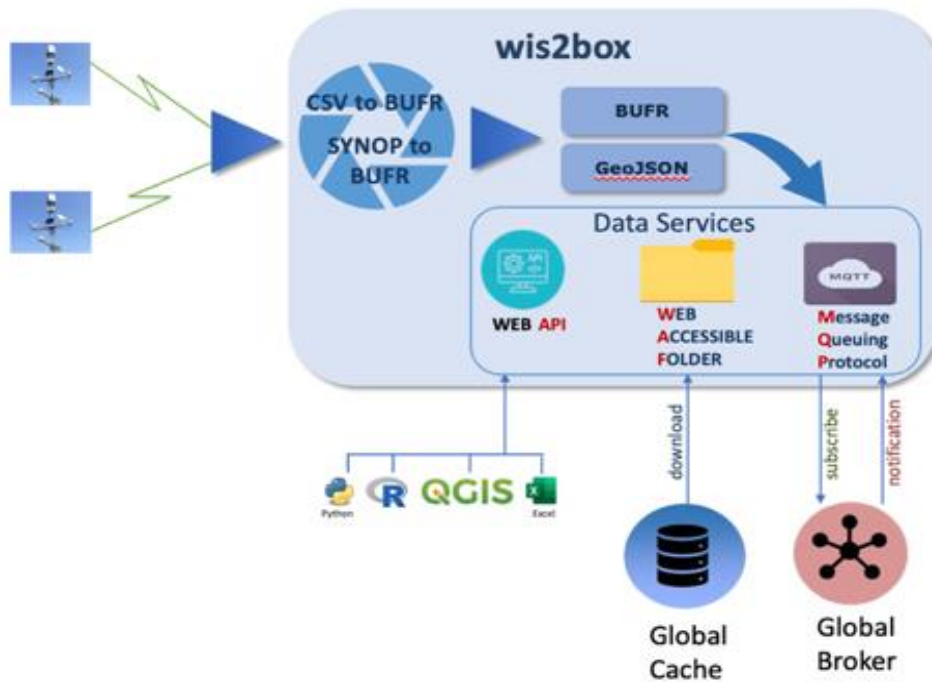 wis2box
CSV to BUFR
SYNOP to
BUFR
BUFR
GeoJSON
Data Services
API
WEB API
WEB
ACCESSIBLE
FOLDER
MQTT
Message
Queuing
Protocol
download
subscribe
notification
Python
R
QGIS
X
Excel
Global
Cache
Global
Broker